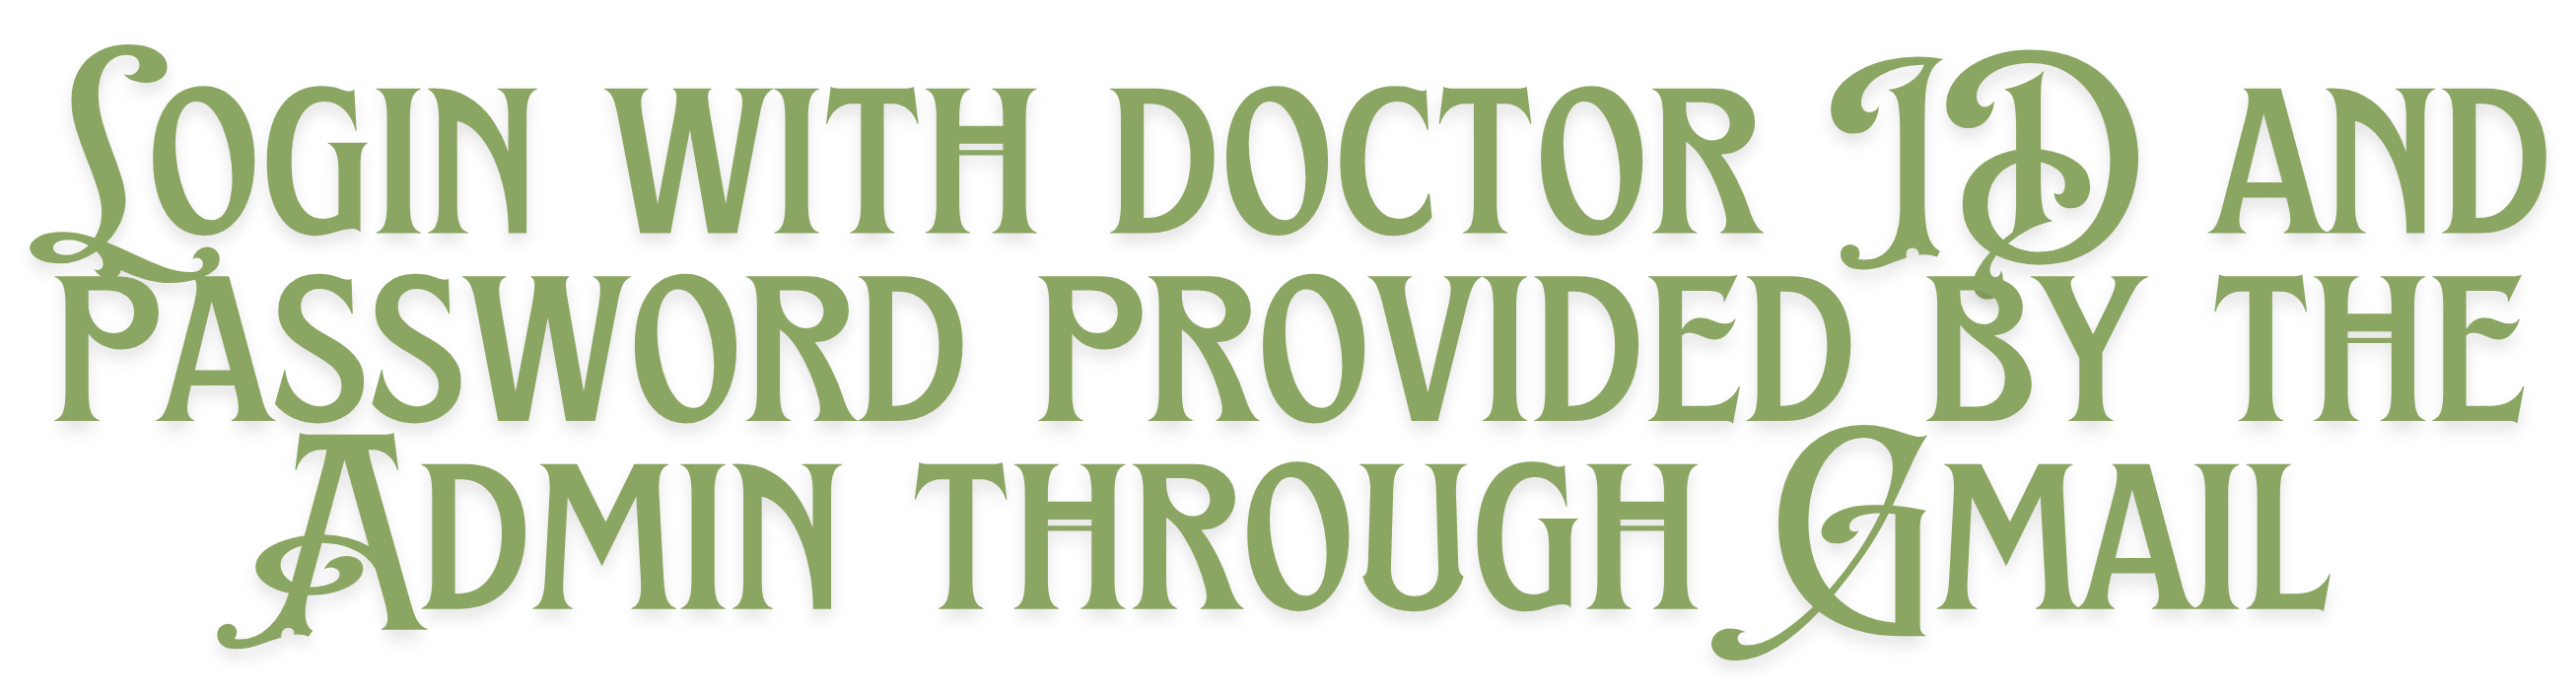 Login with doctor ID and
password provided by the
Admin through Gmail